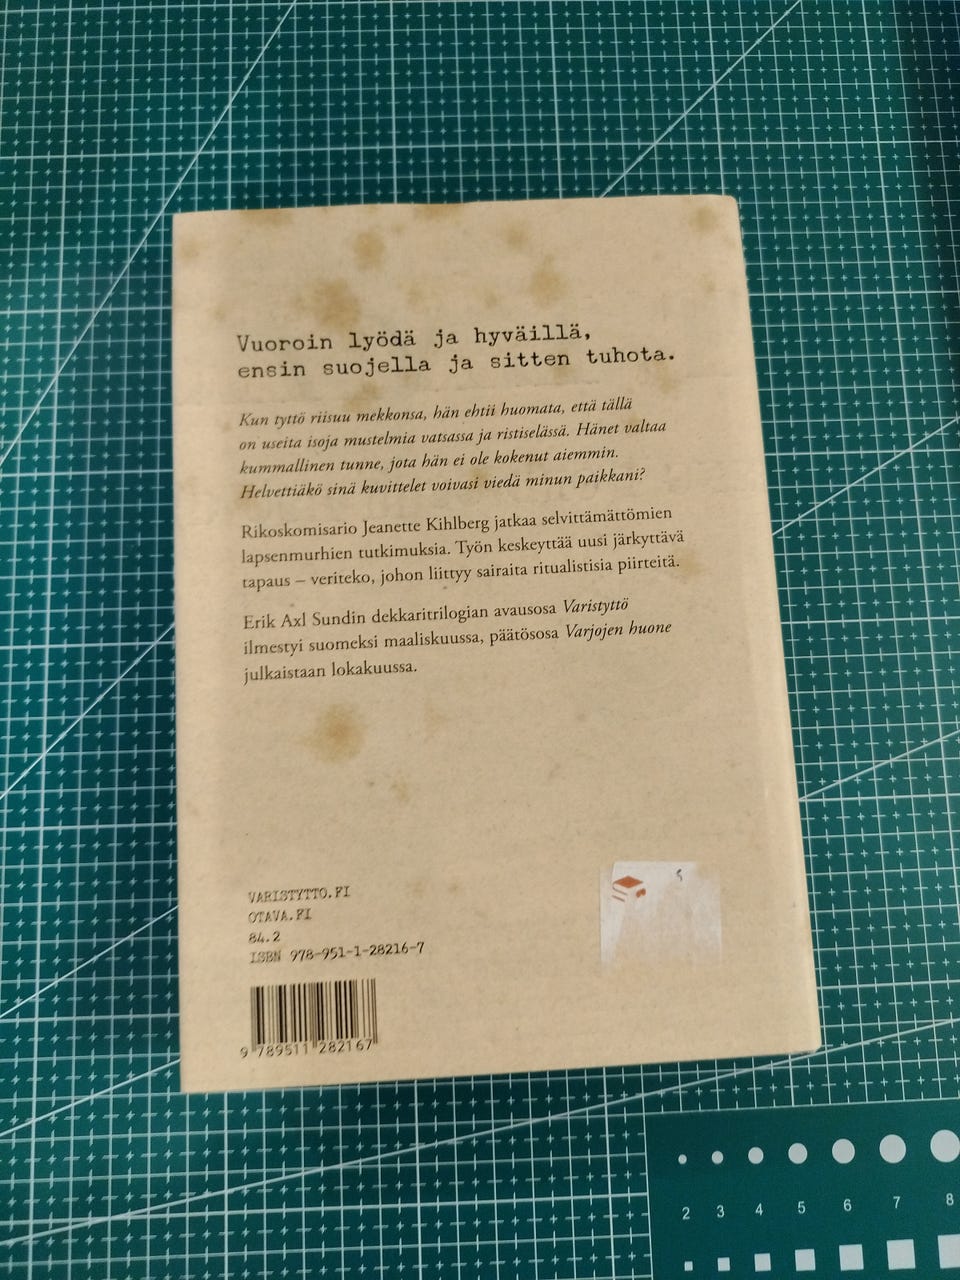 Vuoroin lyödä ja hyväillä,
ensin suojella ja sitten tuhota.
Kun tyttö riisuu mekkonsa, hän ehtii huomata, että tällä
on useita isoja mustelmia vatsassa ja ristiselässä. Hänet valtaa
kummallinen tunne, jota hän ei ole kokenut aiemmin.
Helvettiäkö sinä kuvittelet voivasi viedä minun paikkani?
Rikoskomisario Jeanette Kihlberg jatkaa selvittämättömien
lapsenmurhien tutkimuksia. Työn keskeyttää uusi järkyttävä
tapaus – veriteko, johon liittyy sairaita ritualistisia piirteitä.
Erik Axl Sundin dekkaritrilogian avausosa Varistyttö
ilmestyi suomeksi maaliskuussa, päätösosa Varjojen huone
julkaistaan lokakuussa.
VARISTYTTO.FI
OTAVA.FI
84.2
ISBN 978-951-1-28216-7
9 789511 282167
2 3 4 5 6 7 8